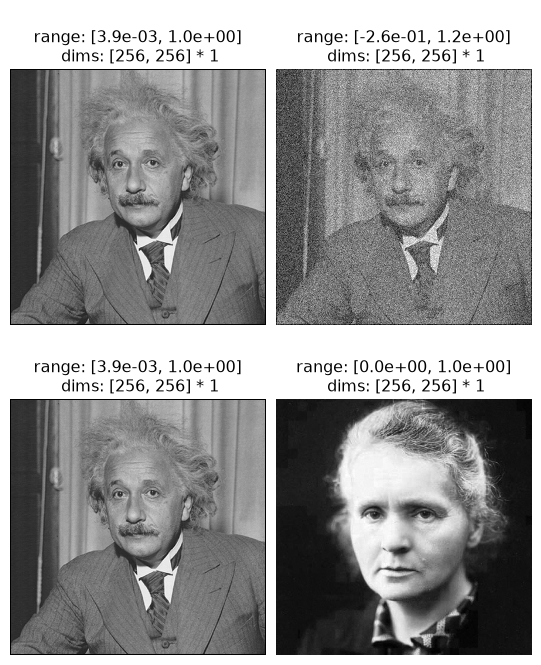 range: [3.9e-03, 1.0e+00]
dims: [256, 256] * 1
range: [-2.6e-01, 1.2e+00]
dims: [256, 256] * 1
range: [3.9e-03, 1.0e+00]
dims: [256, 256] * 1
range: [0.0e+00, 1.0e+00]
dims: [256, 256] * 1